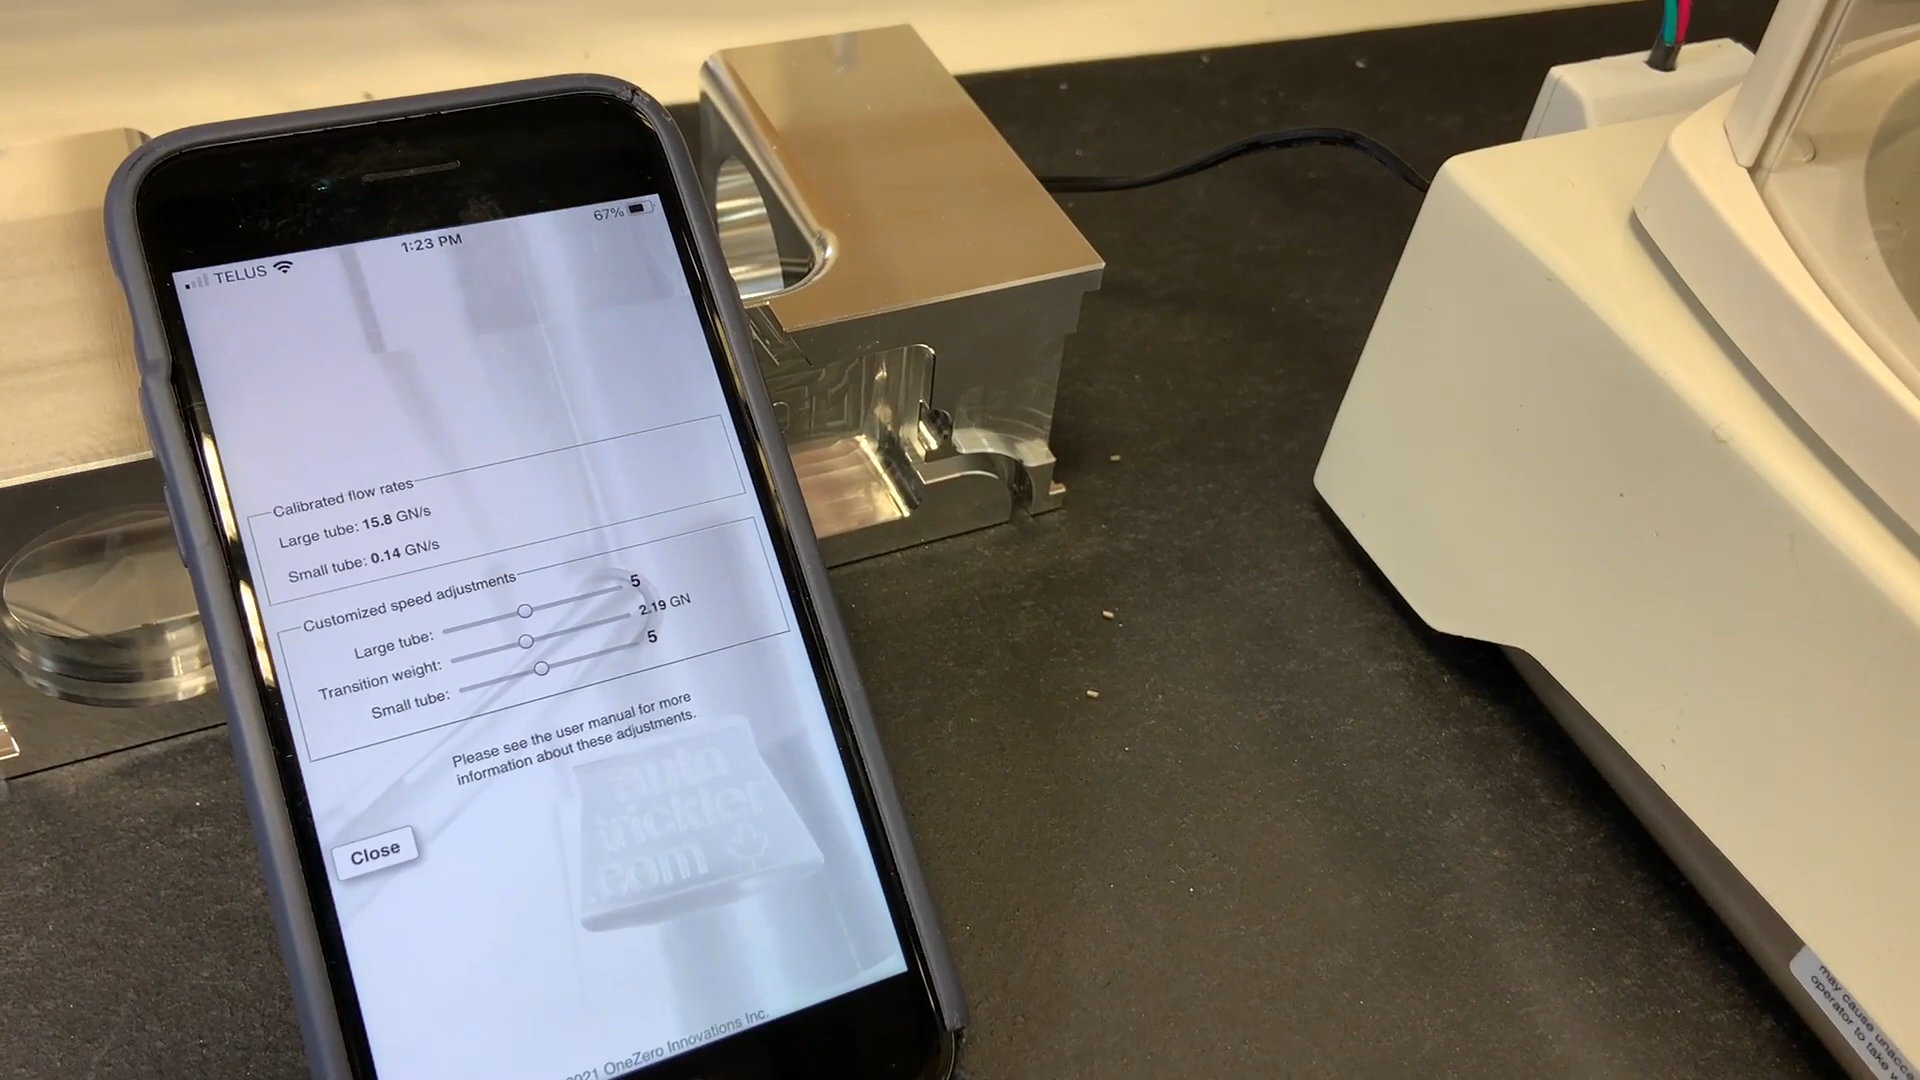 TELUS
1:23 PM
67%
Calibrated flow rates
Large tube: 15.8 GN/s
Small tube: 0.14 GN/s
Customized speed adjustments
Large tube: 5
Transition weight: 2.19 GN
Small tube: 5
Please see the user manual for more
information about these adjustments.
auto
trickler
.com
Close
2021 OneZero Innovations Inc.
may cause
operator to take